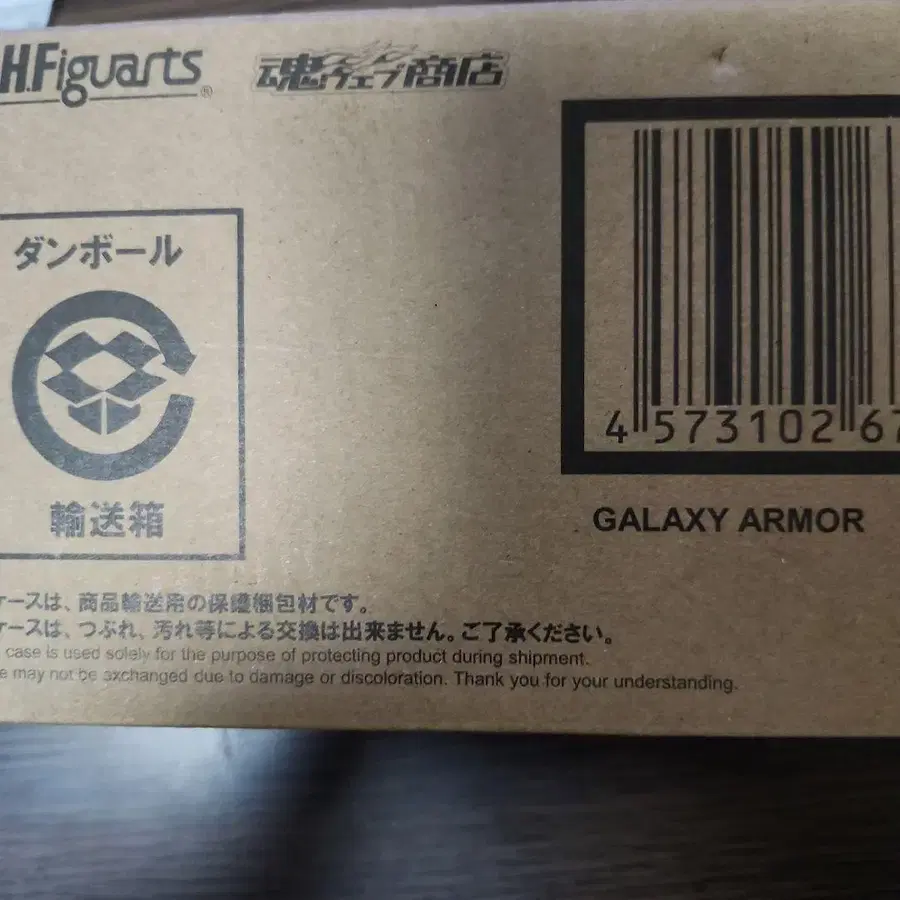 H.Figuarts®
魂ウェブ商店
4 573102 67
ダンボール
輸送箱
GALAXY ARMOR
ケースは、商品輸送用の保護梱包材です。
ケースは、つぶれ、汚れ等による交換は出来ません。ご了承ください。
case is used solely for the purpose of protecting product during shipment.
may not be exchanged due to damage or discoloration. Thank you for your understanding.